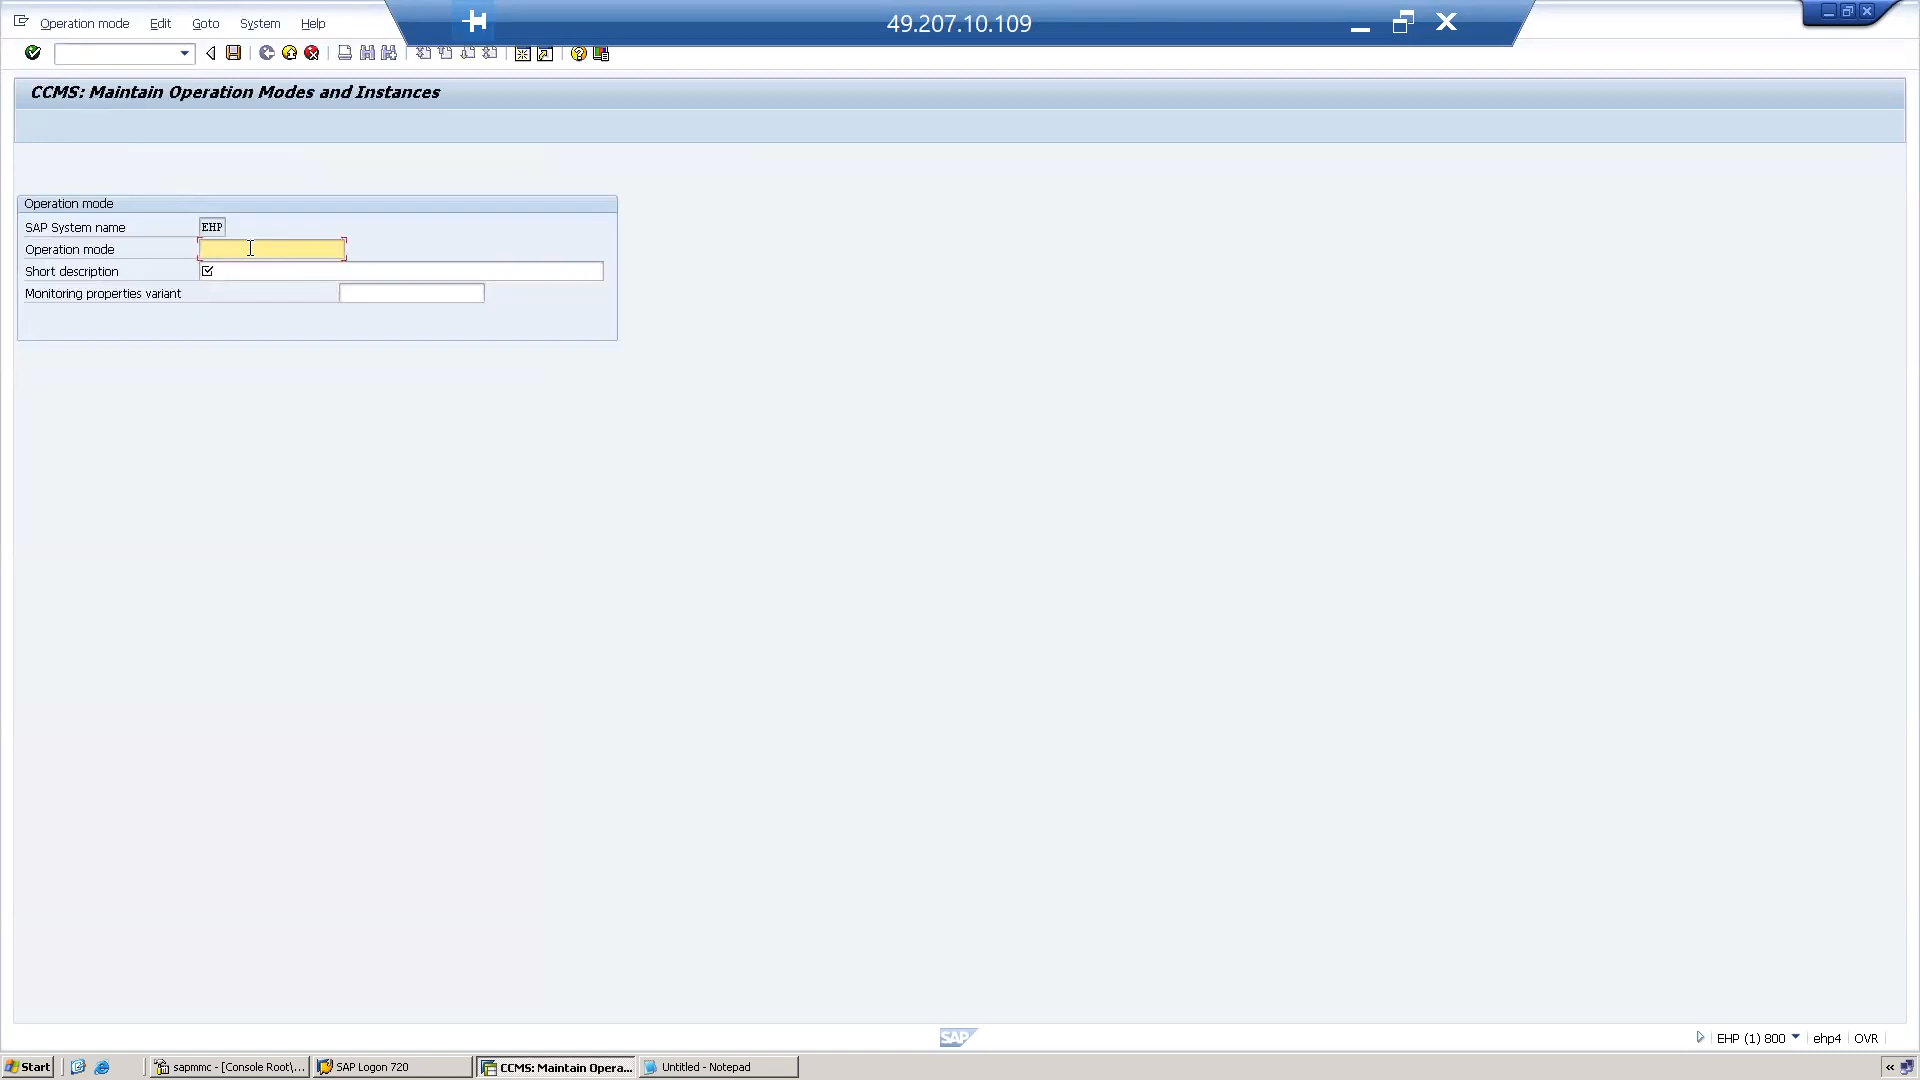 Operation mode Edit Goto System Help
49.207.10.109
CCMS: Maintain Operation Modes and Instances
Operation mode
SAP System name EHP
Operation mode
Short description
Monitoring properties variant
SAP
EHP (1) 800 ehp4 OVR
Start sapmmc - [Console Root\... SAP Logon 720 CCMS: Maintain Opera... Untitled - Notepad «